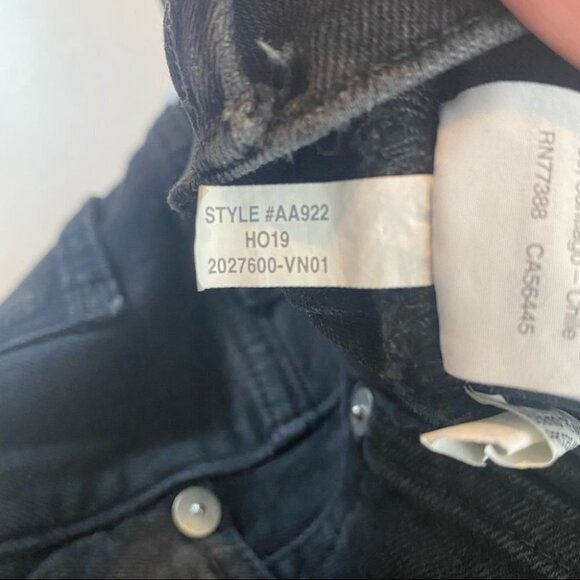 STYLE #AA922
HO19
2027600-VN01
Chile
RN77388 CA56445